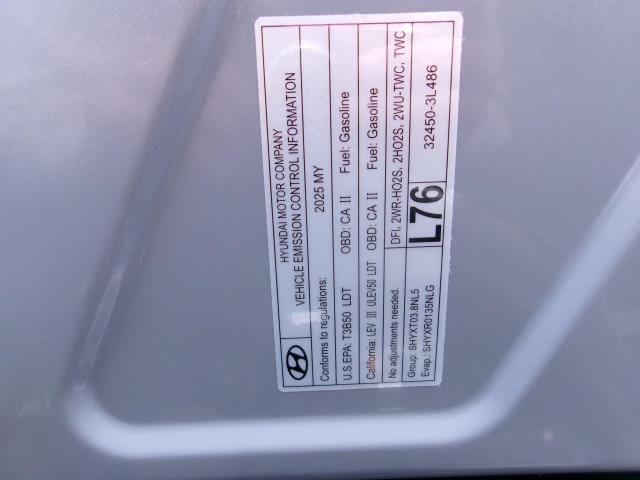 HYUNDAI MOTOR COMPANY
VEHICLE EMISSION CONTROL INFORMATION
Conforms to regulations: 2025 MY
U.S.EPA: T3B50 LDT OBD: CA II Fuel: Gasoline
California: LEV III ULEV50 LDT OBD: CA II Fuel: Gasoline
No adjustments needed. DFI, 2WR-HO2S, 2HO2S, 2WU-TWC, TWC
Group: SHYXT03.8NL5
Evap.: SHYXR0135NLG
L76
32450-3L486